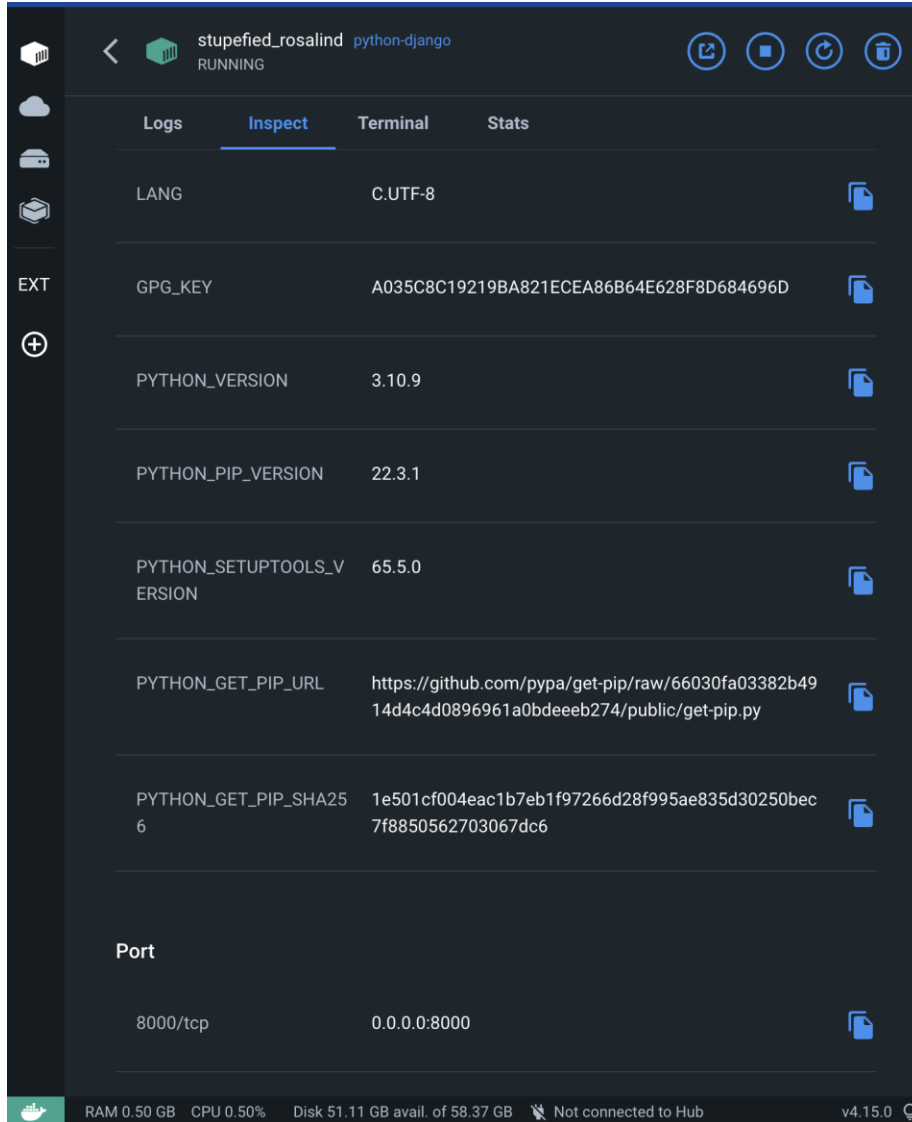 stupefied_rosalind python-django
RUNNING
Logs Inspect Terminal Stats
LANG C.UTF-8
EXT
GPG_KEY A035C8C19219BA821ECEA86B64E628F8D684696D
PYTHON_VERSION 3.10.9
PYTHON_PIP_VERSION 22.3.1
PYTHON_SETUPTOOLS_V 65.5.0
ERSION
PYTHON_GET_PIP_URL https://github.com/pypa/get-pip/raw/66030fa03382b49
14d4c4d0896961a0bdeeeb274/public/get-pip.py
PYTHON_GET_PIP_SHA25 1e501cf004eac1b7eb1f97266d28f995ae835d30250bec
6 7f8850562703067dc6
Port
8000/tcp 0.0.0.0:8000
RAM 0.50 GB CPU 0.50% Disk 51.11 GB avail. of 58.37 GB Not connected to Hub v4.15.0